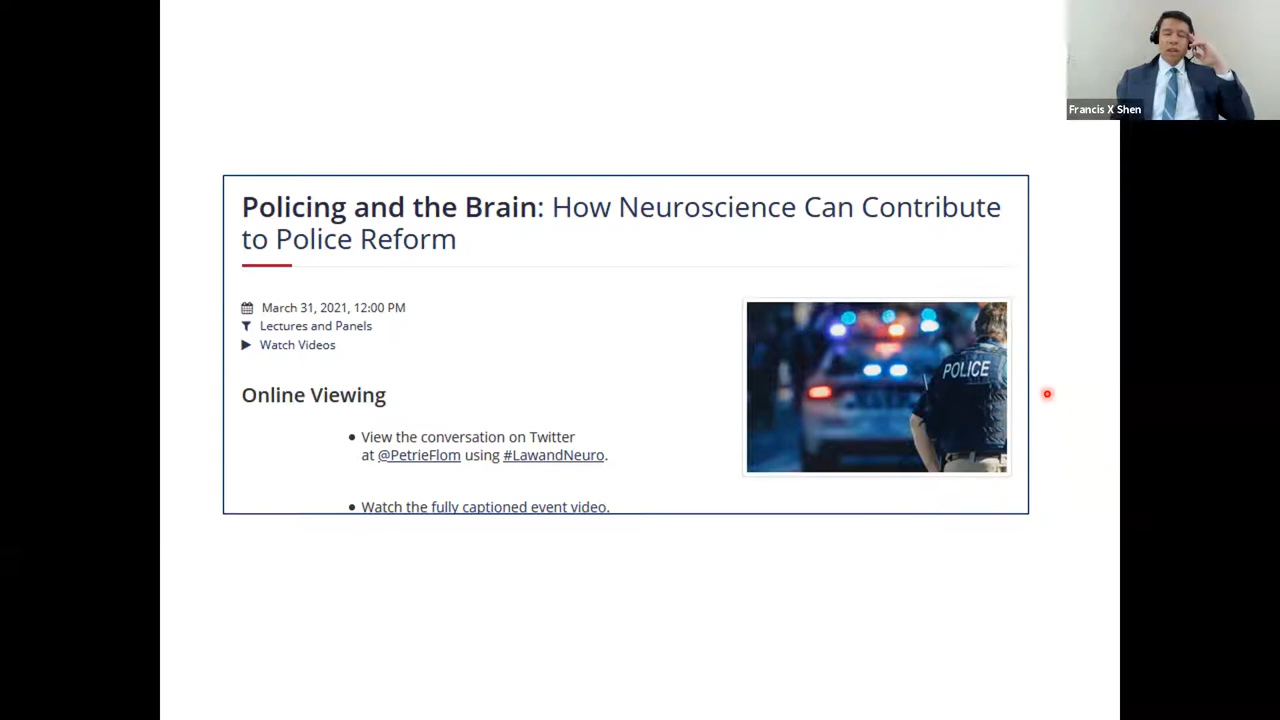 Francis X Shen
Policing and the Brain: How Neuroscience Can Contribute
to Police Reform
March 31, 2021, 12:00 PM
Lectures and Panels
Watch Videos
Online Viewing
• View the conversation on Twitter
at @PetrieFlom using #LawandNeuro.
• Watch the fully captioned event video.
POLICE